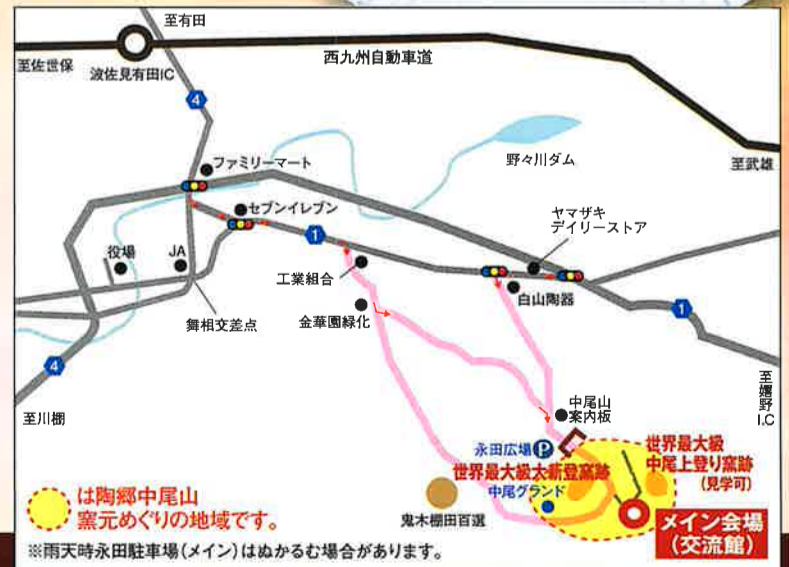 至有田
至佐世保
波佐見有田IC
西九州自動車道
4
至武雄
野々川ダム
ファミリーマート
セブンイレブン
1
ヤマザキ
デイリーストア
役場
JA
工業組合
白山陶器
舞相交差点
金華園緑化
1
4
至川棚
至嬉野I.C
中尾山
案内板
永田広場 P
世界最大級大新登窯跡
中尾グランド
世界最大級
中尾上登り窯跡
(見学可)
鬼木棚田百選
メイン会場
(交流館)
は陶郷中尾山
窯元めぐりの地域です。
※雨天時永田駐車場(メイン)はぬかるむ場合があります。